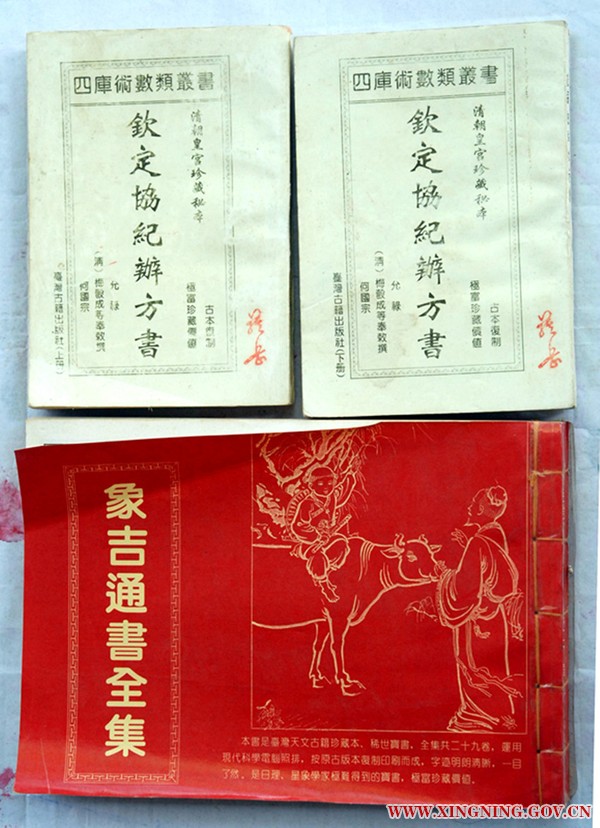 四庫術數類叢書
清朝皇宮珍藏秘本
欽定協紀辦方書
古本复制
極富珍藏價值
允祿
(清)梅瑴成等奉敕撰
何國宗
臺灣古籍出版社(上册)
四庫術數類叢書
清朝皇宮珍藏秘本
欽定協紀辦方書
古本復制
極富珍藏價值
允祿
(清)梅瑴成等奉敕撰
何國宗
臺灣古籍出版社(下册)
象吉通書全集
本書是臺灣天文古籍珍藏本、稀世寶書,全集共二十九卷,運用
現代科學電腦照排,按原古版本復制印刷而成,字迹明朗清晰,一目
了然。是日理、星象學家極難得到的寶書,極富珍藏價值。
WWW.XINGNING.GOV.CN